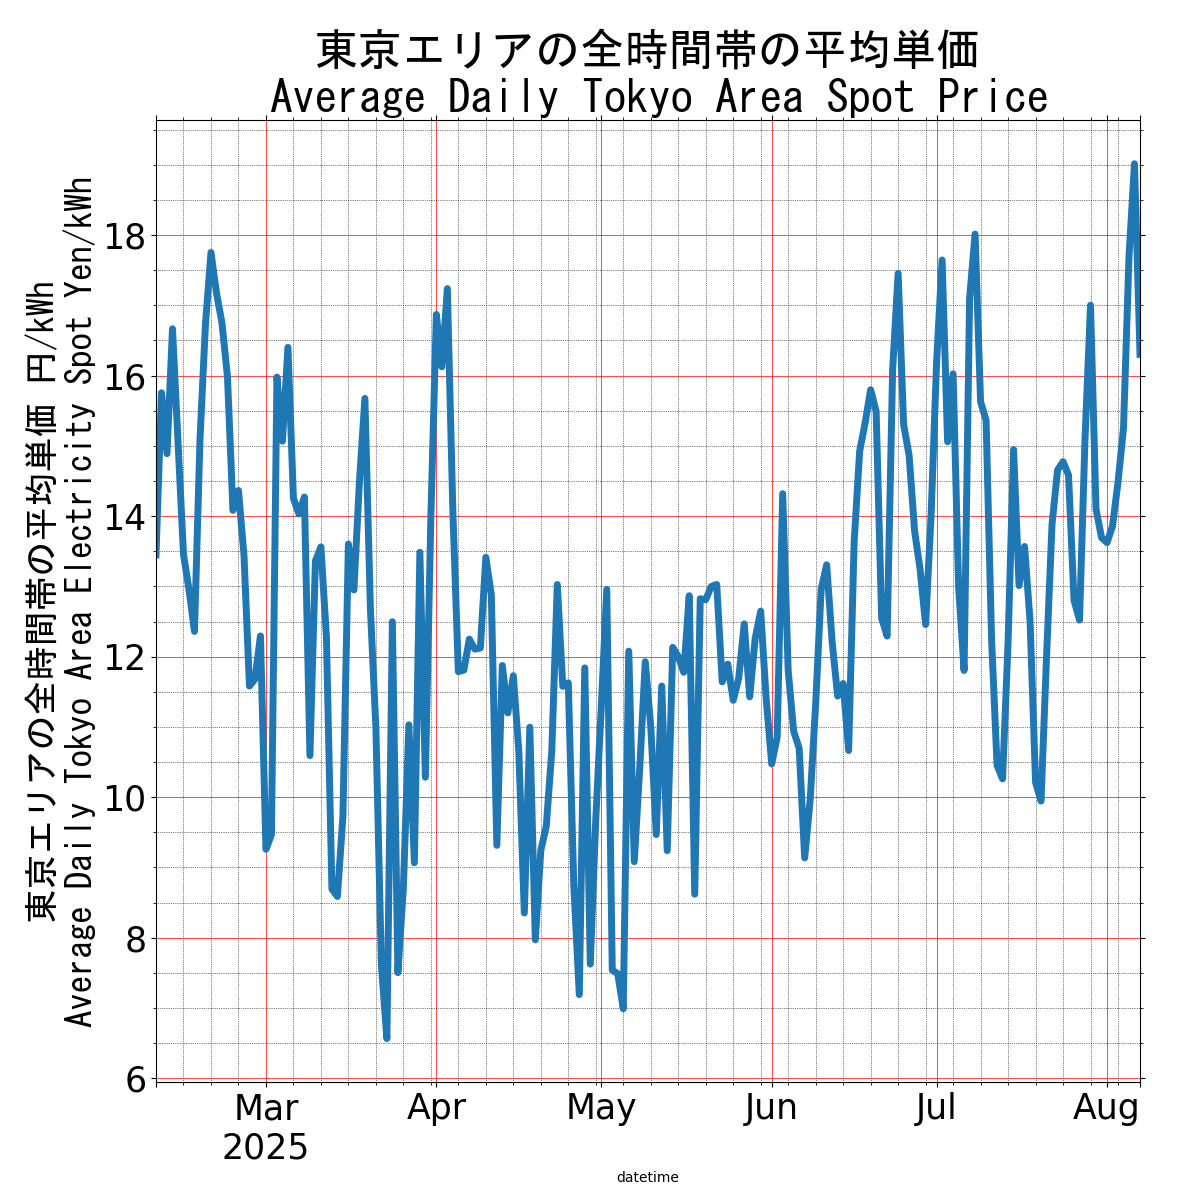 東京エリアの全時間帯の平均単価
Average Daily Tokyo Area Spot Price
東京エリアの全時間帯の平均単価 円/kWh
Average Daily Tokyo Area Electricity Spot Yen/kWh
18
16
14
12
10
8
6
Mar
2025
Apr
May
Jun
Jul
Aug
datetime